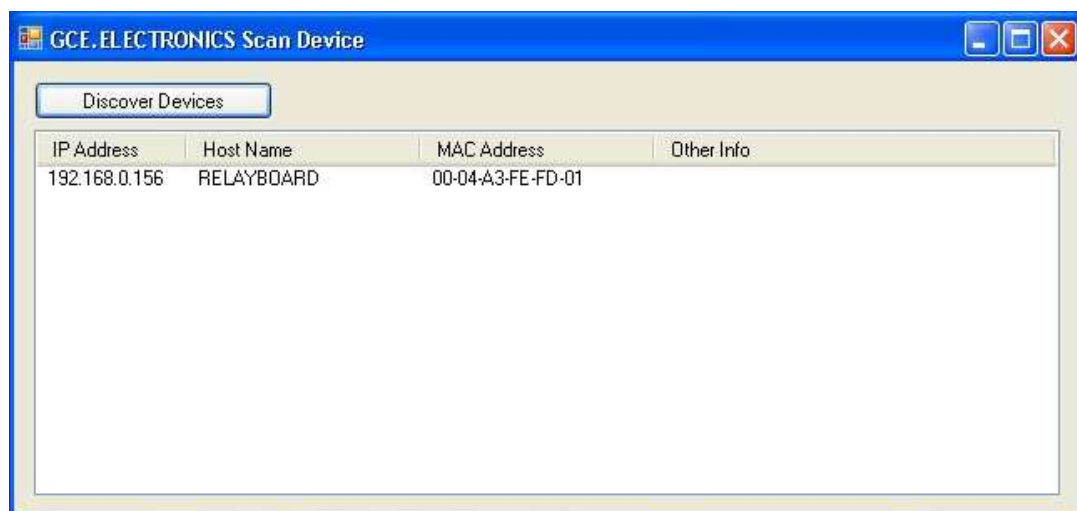 GCE.ELECTRONICS Scan Device
Discover Devices
IP Address Host Name MAC Address Other Info
192.168.0.156 RELAYBOARD 00-04-A3-FE-FD-01